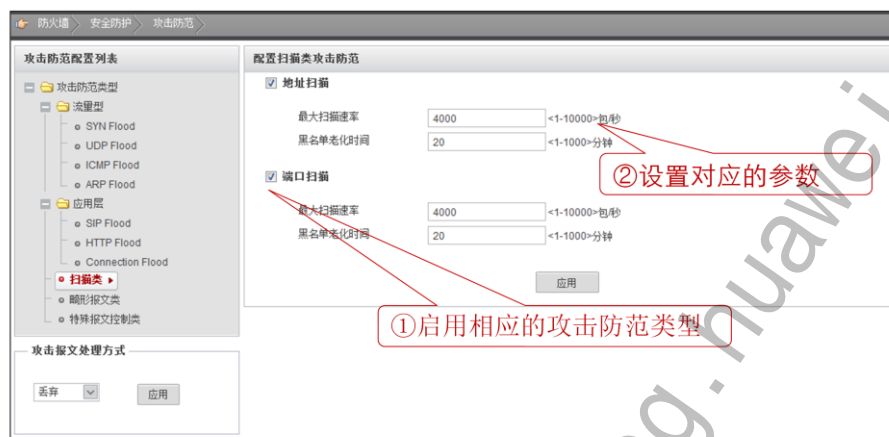 防火墙 安全防护 攻击防范
攻击防范配置列表
攻击防范类型
流量型
SYN Flood
UDP Flood
ICMP Flood
ARP Flood
应用层
SIP Flood
HTTP Flood
Connection Flood
扫描类
畸形报文类
特殊报文控制类
攻击报文处理方式
丢弃 应用
配置扫描类攻击防范
地址扫描
最大扫描速率 4000 <1-10000>包/秒
黑名单老化时间 20 <1-1000>分钟
②设置对应的参数
端口扫描
最大扫描速率 4000 <1-10000>包/秒
黑名单老化时间 20 <1-1000>分钟
应用
①启用相应的攻击防范类型
g.huawei